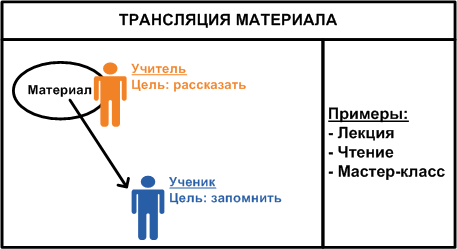 ТРАНСЛЯЦИЯ МАТЕРИАЛА
Учитель
Цель: рассказать
Материал
Ученик
Цель: запомнить
Примеры:
- Лекция
- Чтение
- Мастер-класс